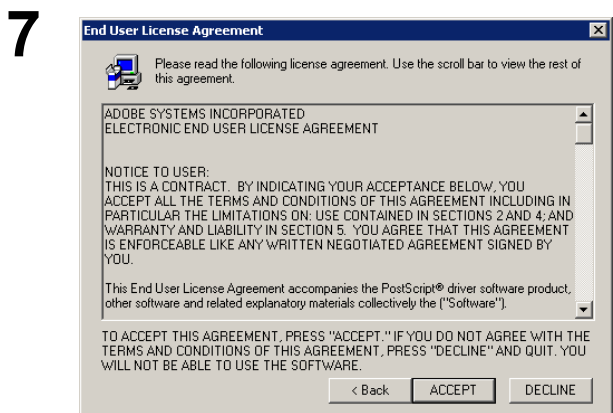 7
End User License Agreement
Please read the following license agreement. Use the scroll bar to view the rest of
this agreement.
ADOBE SYSTEMS INCORPORATED
ELECTRONIC END USER LICENSE AGREEMENT
NOTICE TO USER:
THIS IS A CONTRACT.  BY INDICATING YOUR ACCEPTANCE BELOW, YOU
ACCEPT ALL THE TERMS AND CONDITIONS OF THIS AGREEMENT INCLUDING IN
PARTICULAR THE LIMITATIONS ON: USE CONTAINED IN SECTIONS 2 AND 4; AND
WARRANTY AND LIABILITY IN SECTION 5.  YOU AGREE THAT THIS AGREEMENT
IS ENFORCEABLE LIKE ANY WRITTEN NEGOTIATED AGREEMENT SIGNED BY
YOU.
This End User License Agreement accompanies the PostScript® driver software product,
other software and related explanatory materials collectively the ("Software").
TO ACCEPT THIS AGREEMENT, PRESS "ACCEPT." IF YOU DO NOT AGREE WITH THE
TERMS AND CONDITIONS OF THIS AGREEMENT, PRESS "DECLINE" AND QUIT. YOU
WILL NOT BE ABLE TO USE THE SOFTWARE.
< Back ACCEPT DECLINE